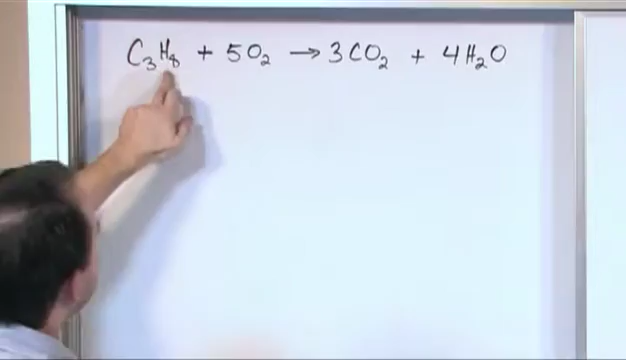 C₃H₈ + 5O₂ → 3CO₂ + 4H₂O